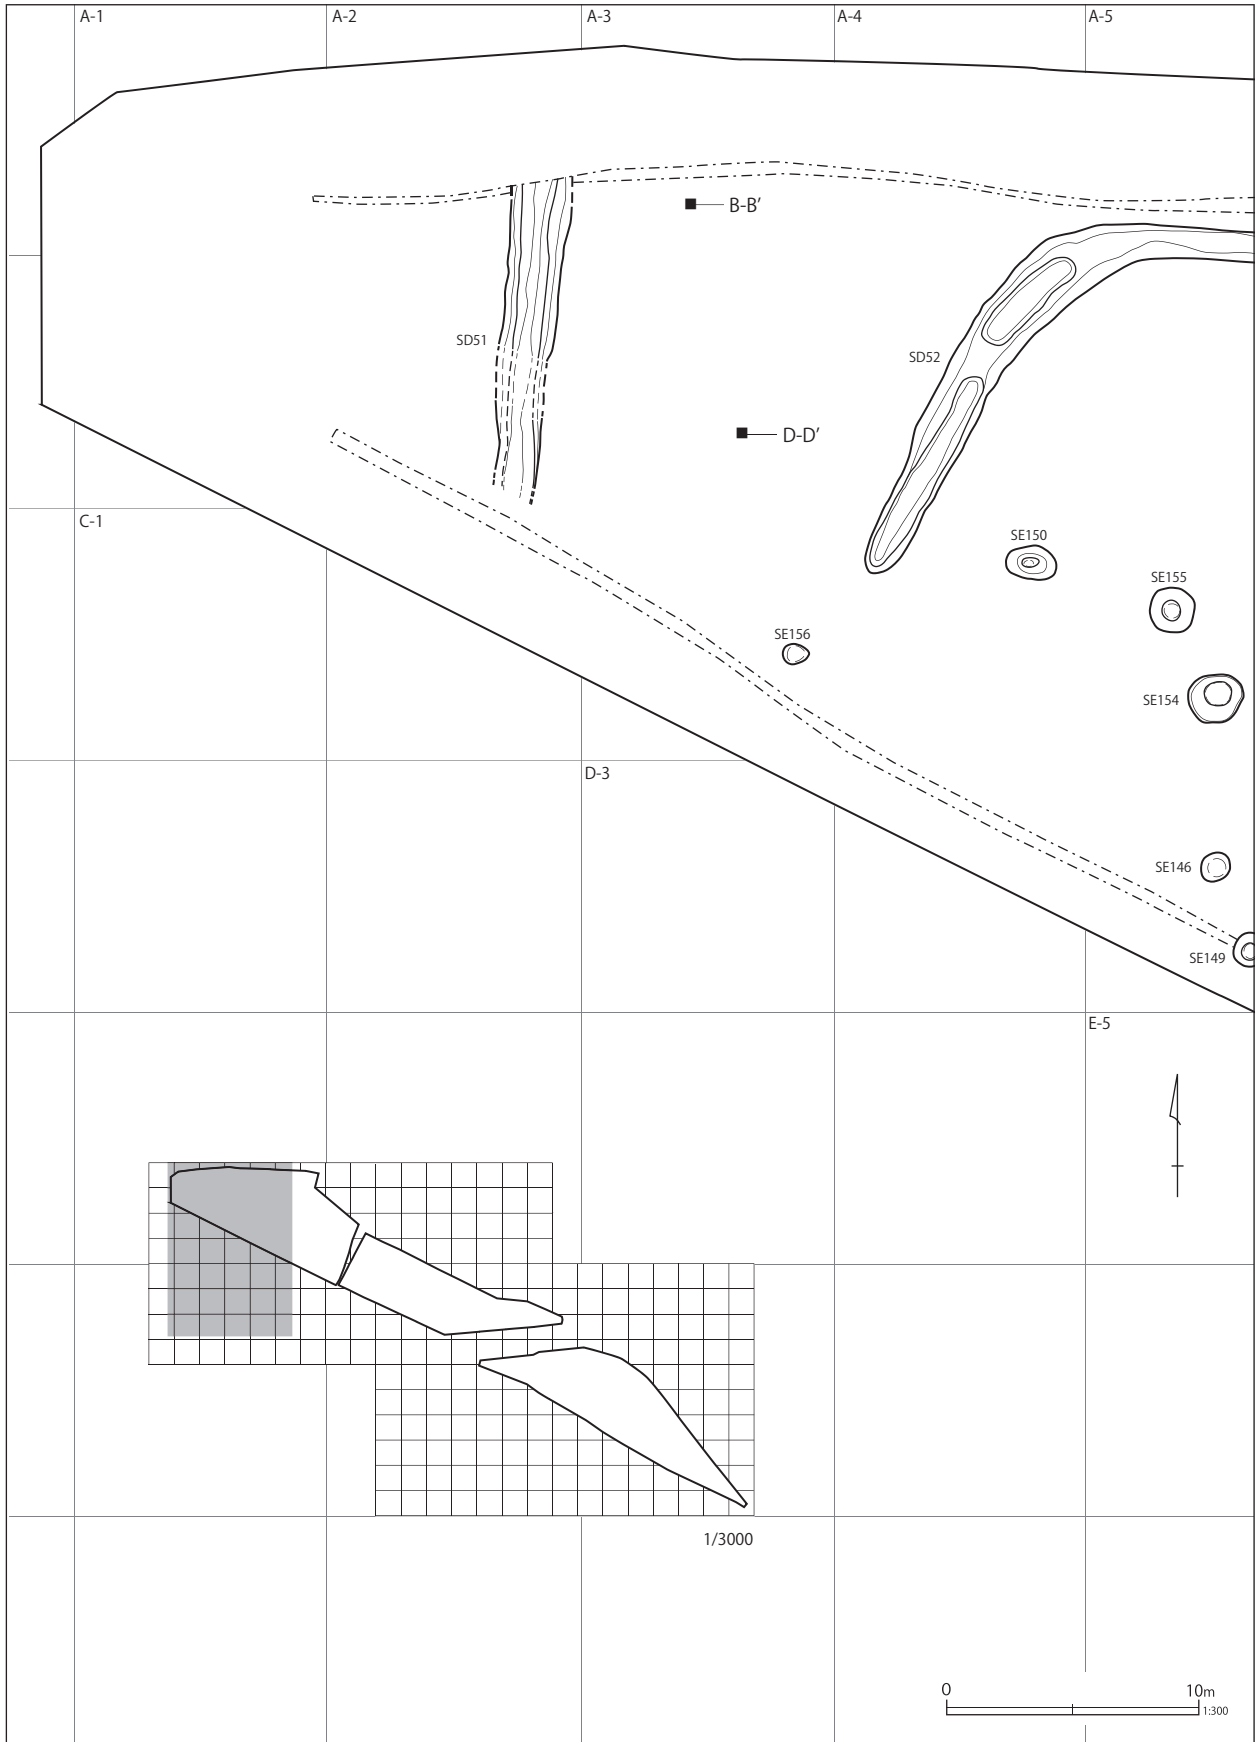 A-1
A-2
A-3
A-4
A-5
B-B’
SD51
SD52
D-D’
C-1
SE150
SE155
SE156
SE154
D-3
SE146
SE149
E-5
1/3000
0
10m
1:300